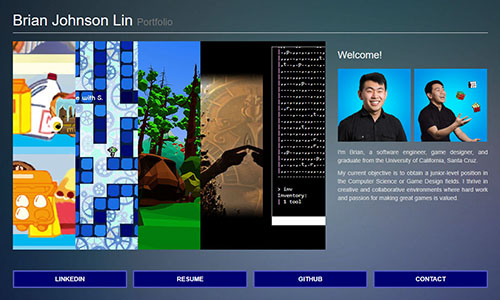 Brian Johnson Lin Portfolio
Welcome!
e with G.
> inv
Inventory:
| 1 tool
I'm Brian, a software engineer, game designer, and
graduate from the University of California, Santa Cruz.
My current objective is to obtain a junior-level position in
the Computer Science or Game Design fields. I thrive in
creative and collaborative environments where hard work
and passion for making great games is valued.
LINKEDIN
RESUME
GITHUB
CONTACT